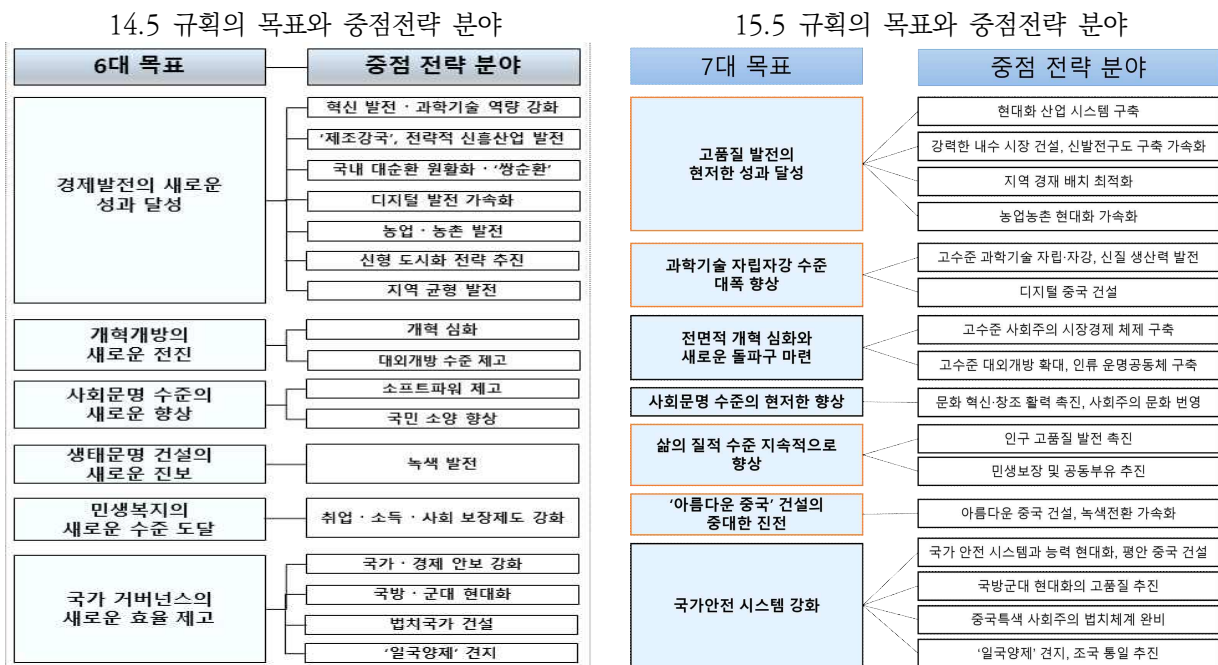 14.5 규획의 목표와 중점전략 분야
6대 목표
중점 전략 분야
경제발전의 새로운
성과 달성
혁신 발전·과학기술 역량 강화
'제조강국', 전략적 신흥산업 발전
국내 대순환 원활화·'쌍순환'
디지털 발전 가속화
농업·농촌 발전
신형 도시화 전략 추진
지역 균형 발전
개혁개방의
새로운 전진
개혁 심화
대외개방 수준 제고
사회문명 수준의
새로운 향상
소프트파워 제고
국민 소양 향상
생태문명 건설의
새로운 진보
녹색 발전
민생복지의
새로운 수준 도달
취업·소득·사회 보장제도 강화
국가 거버넌스의
새로운 효율 제고
국가·경제 안보 강화
국방·군대 현대화
법치국가 건설
'일국양제' 견지
15.5 규획의 목표와 중점전략 분야
7대 목표
중점 전략 분야
고품질 발전의
현저한 성과 달성
현대화 산업 시스템 구축
강력한 내수 시장 건설, 신발전구도 구축 가속화
지역 경재 배치 최적화
농업농촌 현대화 가속화
과학기술 자립자강 수준
대폭 향상
고수준 과학기술 자립·자강, 신질 생산력 발전
디지털 중국 건설
전면적 개혁 심화와
새로운 돌파구 마련
고수준 사회주의 시장경제 체제 구축
고수준 대외개방 확대, 인류 운명공동체 구축
사회문명 수준의 현저한 향상
문화 혁신·창조 활력 촉진, 사회주의 문화 번영
삶의 질적 수준 지속적으로
향상
인구 고품질 발전 촉진
민생보장 및 공동부유 추진
'아름다운 중국' 건설의
중대한 진전
아름다운 중국 건설, 녹색전환 가속화
국가안전 시스템 강화
국가 안전 시스템과 능력 현대화, 평안 중국 건설
국방군대 현대화의 고품질 추진
중국특색 사회주의 법치체계 완비
'일국양제' 견지, 조국 통일 추진